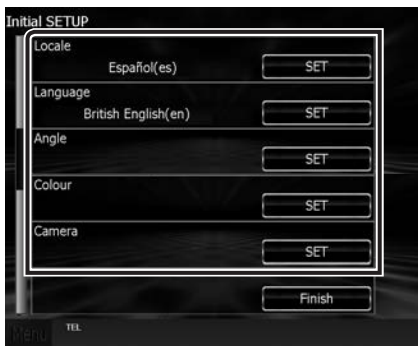 Initial SETUP
Locale
Español(es) SET
Language
British English(en) SET
Angle
SET
Colour
SET
Camera
SET
Finish
Menu TEL